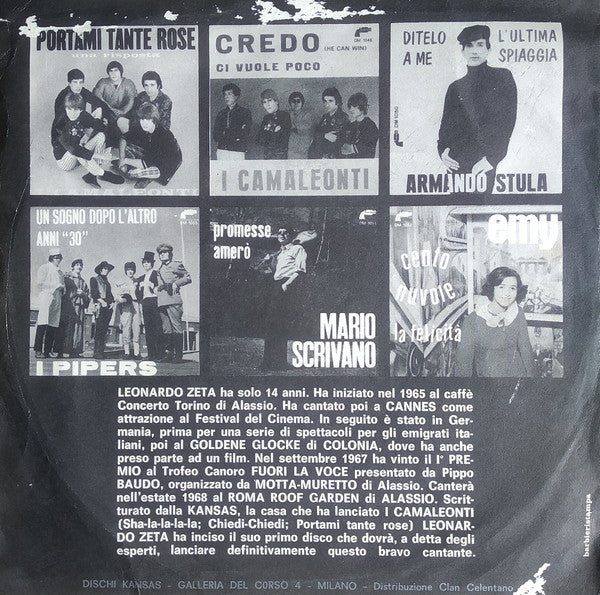 PORTAMI TANTE ROSE
una risposta
CREDO (HE CAN WIN)
CI VUOLE POCO
DM 1046
I CAMALEONTI
DITELO A ME
L'ULTIMA SPIAGGIA
DM 1050
ARMANDO STULA
UN SOGNO DOPO L'ALTRO
ANNI "30"
I PIPERS
promesse
amerò
MARIO
SCRIVANO
emy
cento
nuvole
la felicità
LEONARDO ZETA ha solo 14 anni. Ha iniziato nel 1965 al caffè
Concerto Torino di Alassio. Ha cantato poi a CANNES come
attrazione al Festival del Cinema. In seguito è stato in Ger-
mania, prima per una serie di spettacoli per gli emigrati ita-
liani, poi al GOLDENE GLOCKE di COLONIA, dove ha anche
preso parte ad un film. Nel settembre 1967 ha vinto il I° PRE-
MIO al Trofeo Canoro FUORI LA VOCE presentato da Pippo
BAUDO, organizzato da MOTTA-MURETTO di Alassio. Canterà
nell'estate 1968 al ROMA ROOF GARDEN di ALASSIO. Scrit-
turato dalla KANSAS, la casa che ha lanciato I CAMALEONTI
(Sha-la-la-la-la; Chiedi-Chiedi; Portami tante rose) LEONAR-
DO ZETA ha inciso il suo primo disco che dovrà, a detta degli
esperti, lanciare definitivamente questo bravo cantante.
barbieristampa
DISCHI KANSAS - GALLERIA DEL CORSO 4 - MILANO - Distribuzione Clan Celentano